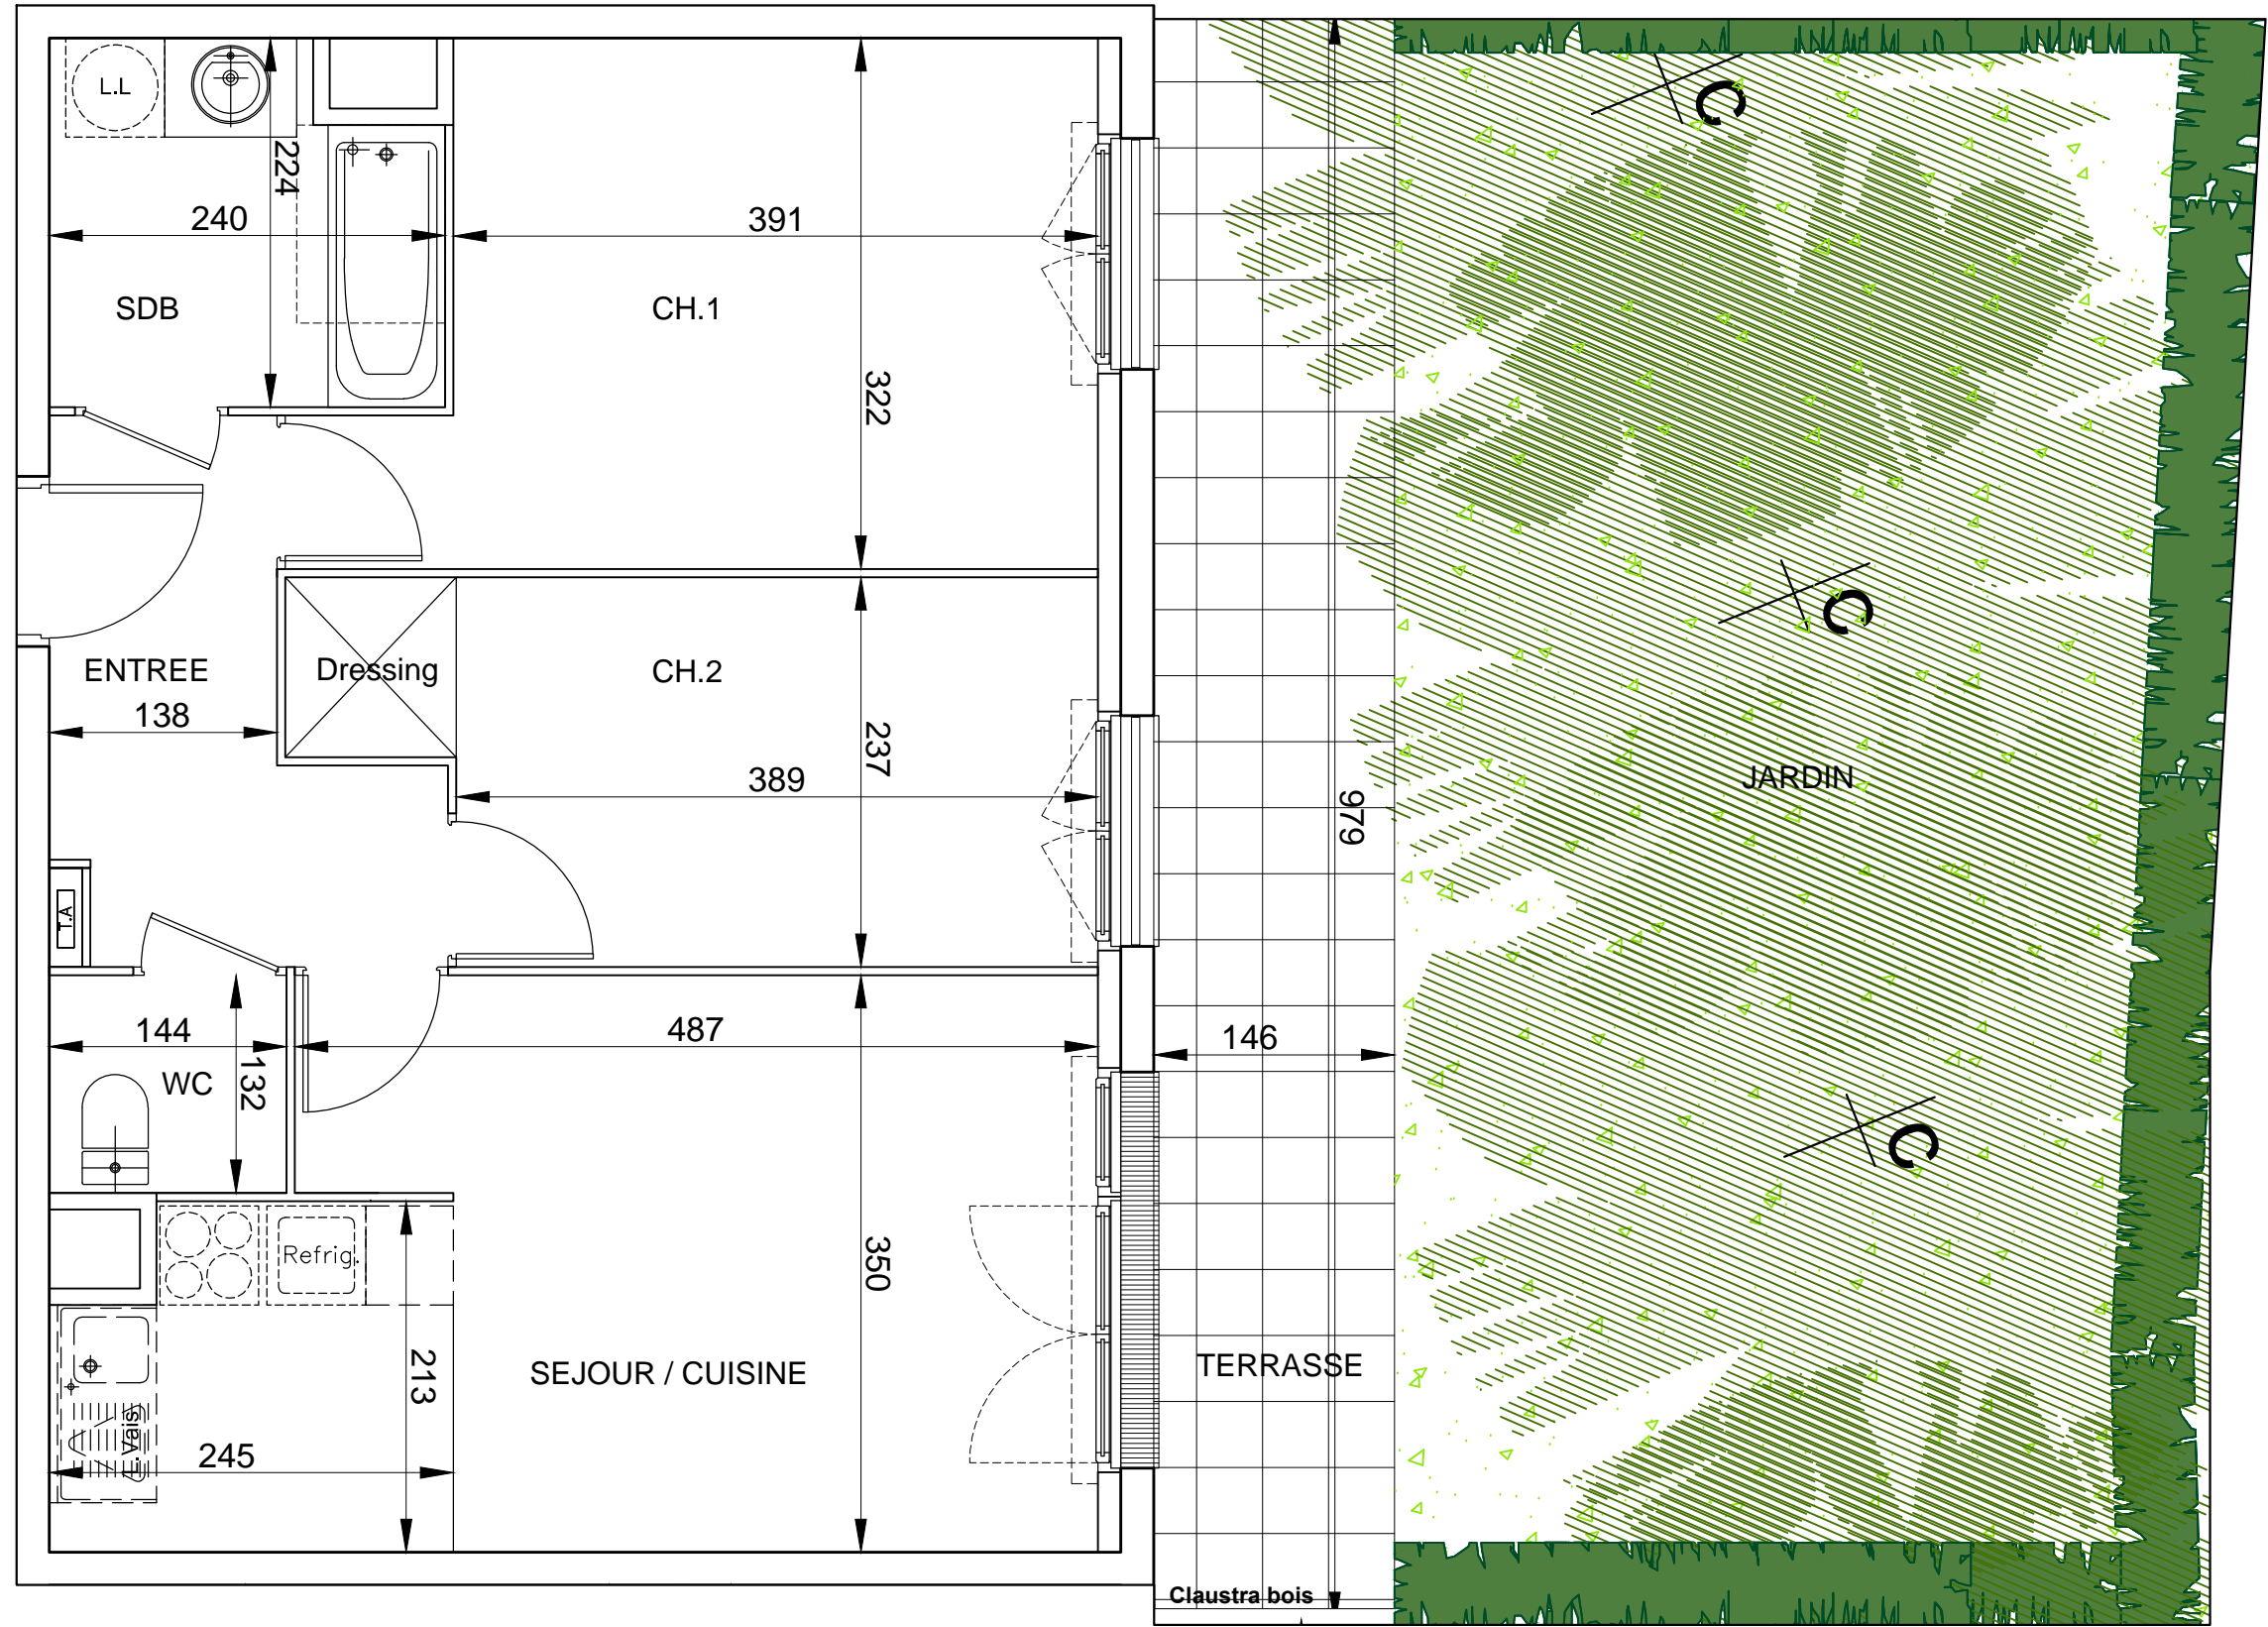 L.L
224
240
391
SDB
CH.1
322
C
ENTREE
Dressing
CH.2
138
237
389
C
JARDIN
979
T.A
144
487
146
WC
132
C
Refrig.
350
213
SEJOUR / CUISINE
TERRASSE
L.Vais
245
Claustra bois